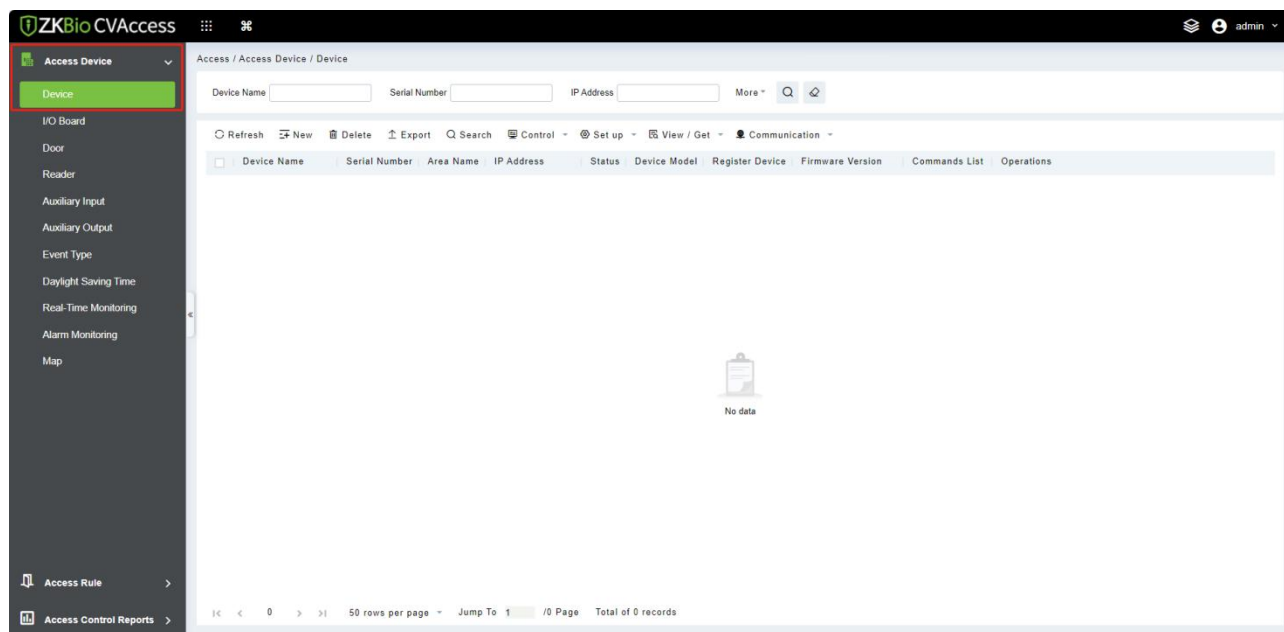 ZKBio CVAccess
admin
Access Device
Access / Access Device / Device
Device
Device Name Serial Number IP Address More
I/O Board
Refresh New Delete Export Search Control Set up View / Get Communication
Door
Device Name Serial Number Area Name IP Address Status Device Model Register Device Firmware Version Commands List Operations
Reader
Auxiliary Input
Auxiliary Output
Event Type
Daylight Saving Time
Real-Time Monitoring
Alarm Monitoring
Map
No data
Access Rule
Access Control Reports
0 50 rows per page Jump To 1 /0 Page Total of 0 records